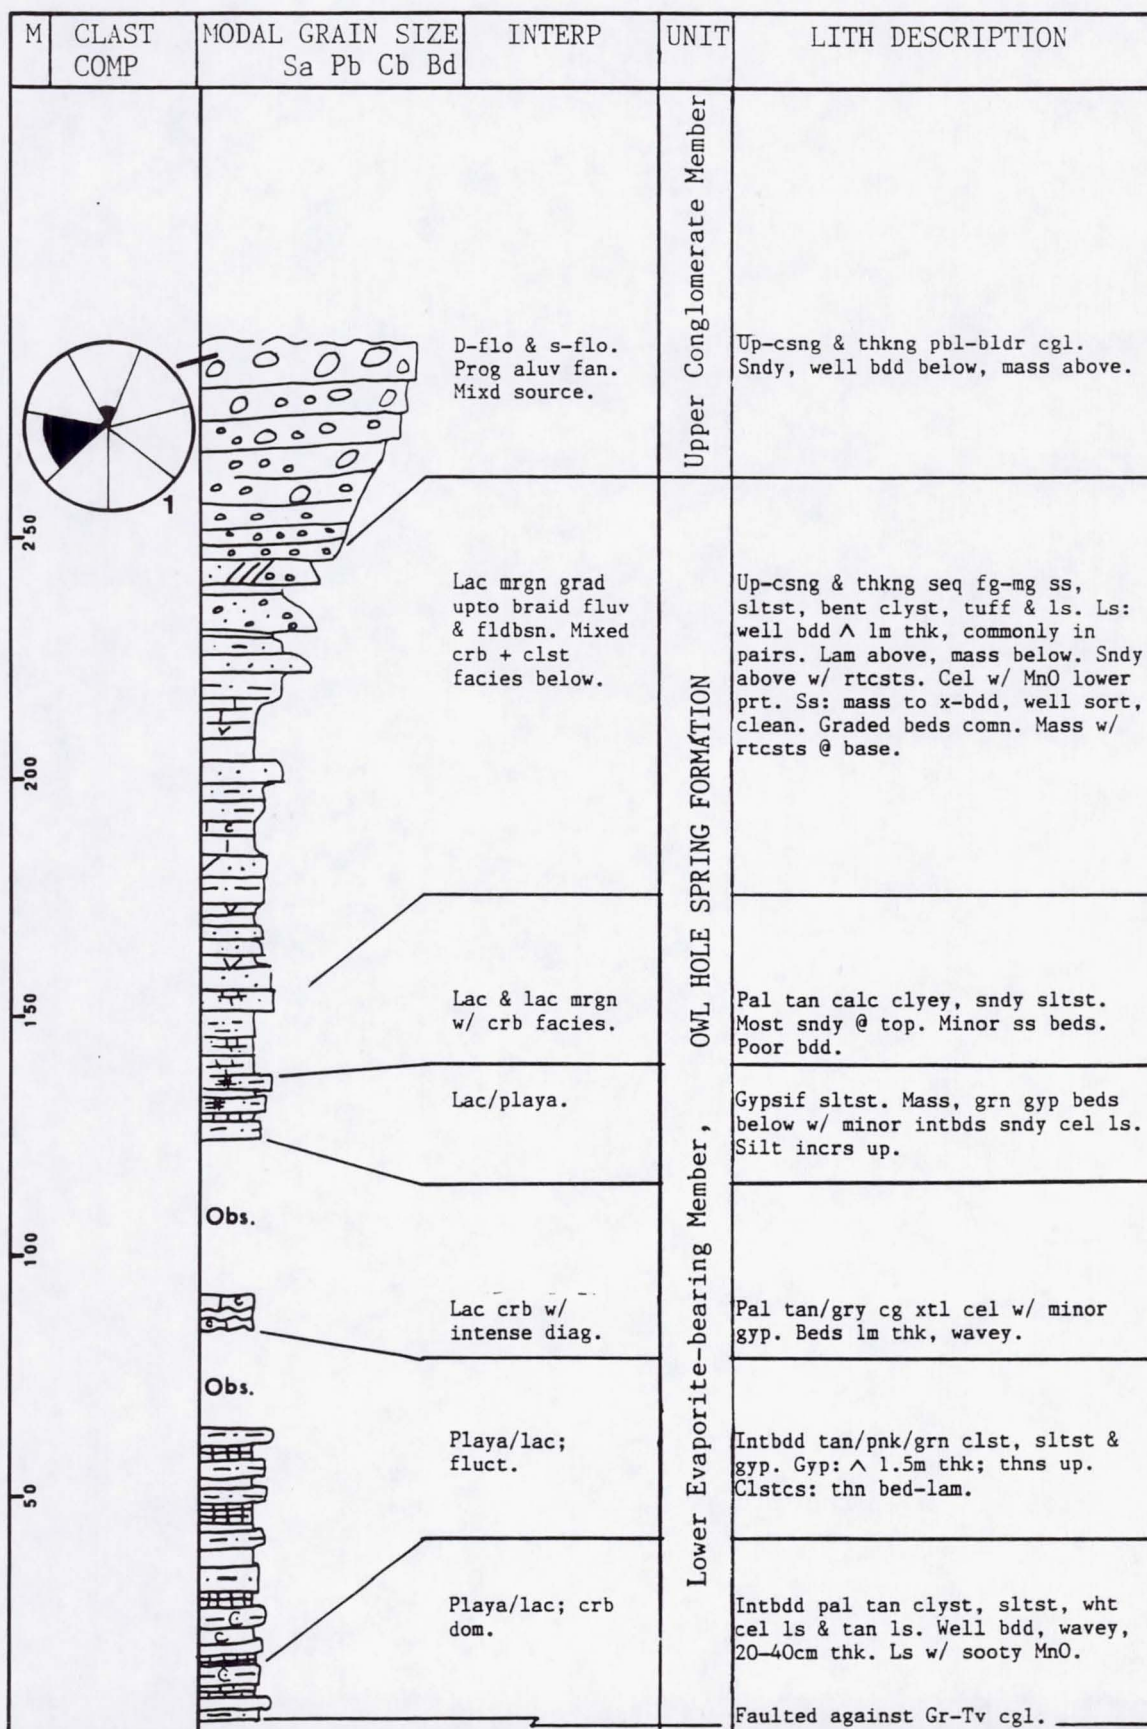 M CLAST COMP MODAL GRAIN SIZE Sa Pb Cb Bd INTERP UNIT LITH DESCRIPTION
D-flo & s-flo.
Prog aluv fan.
Mixd source.
Up-csng & thkng pbl-bldr cgl.
Sndy, well bdd below, mass above.
Upper Conglomerate Member
1
250
Lac mrgn grad
upto braid fluv
& fldbsn. Mixed
crb + clst
facies below.
Up-csng & thkng seq fg-mg ss,
sltst, bent clyst, tuff & ls. Ls:
well bdd ∧ lm thk, commonly in
pairs. Lam above, mass below. Sndy
above w/ rtcsts. Cel w/ MnO lower
prt. Ss: mass to x-bdd, well sort,
clean. Graded beds comn. Mass w/
rtcsts @ base.
200
Lower Evaporite-bearing Member, OWL HOLE SPRING FORMATION
150
Lac & lac mrgn
w/ crb facies.
Pal tan calc clyey, sndy sltst.
Most sndy @ top. Minor ss beds.
Poor bdd.
Lac/playa.
Gypsif sltst. Mass, grn gyp beds
below w/ minor intbds sndy cel ls.
Silt incrs up.
Obs.
100
Lac crb w/
intense diag.
Pal tan/gry cg xtl cel w/ minor
gyp. Beds lm thk, wavey.
Obs.
Playa/lac;
fluct.
Intbdd tan/pnk/grn clst, sltst &
gyp. Gyp: ∧ 1.5m thk; thns up.
Clstcs: thn bed-lam.
50
Playa/lac; crb
dom.
Intbdd pal tan clyst, sltst, wht
cel ls & tan ls. Well bdd, wavey,
20-40cm thk. Ls w/ sooty MnO.
Faulted against Gr-Tv cgl.